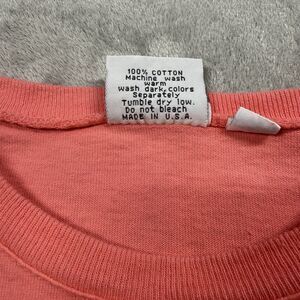 100% COTTON
Machine wash
warm
wash dark colors
Separately
Tumble dry low.
Do not bleach
MADE IN U.S.A.